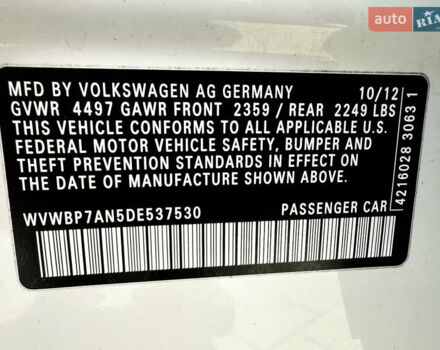 auto RIA
MFD BY VOLKSWAGEN AG GERMANY 10/12
GVWR 4497 GAWR FRONT 2359 / REAR 2249 LBS
THIS VEHICLE CONFORMS TO ALL APPLICABLE U.S.
FEDERAL MOTOR VEHICLE SAFETY, BUMPER AND
THEFT PREVENTION STANDARDS IN EFFECT ON
THE DATE OF MANUFACTURE SHOWN ABOVE.
WVWBP7AN5DE537530 PASSENGER CAR
4216028 3063 1